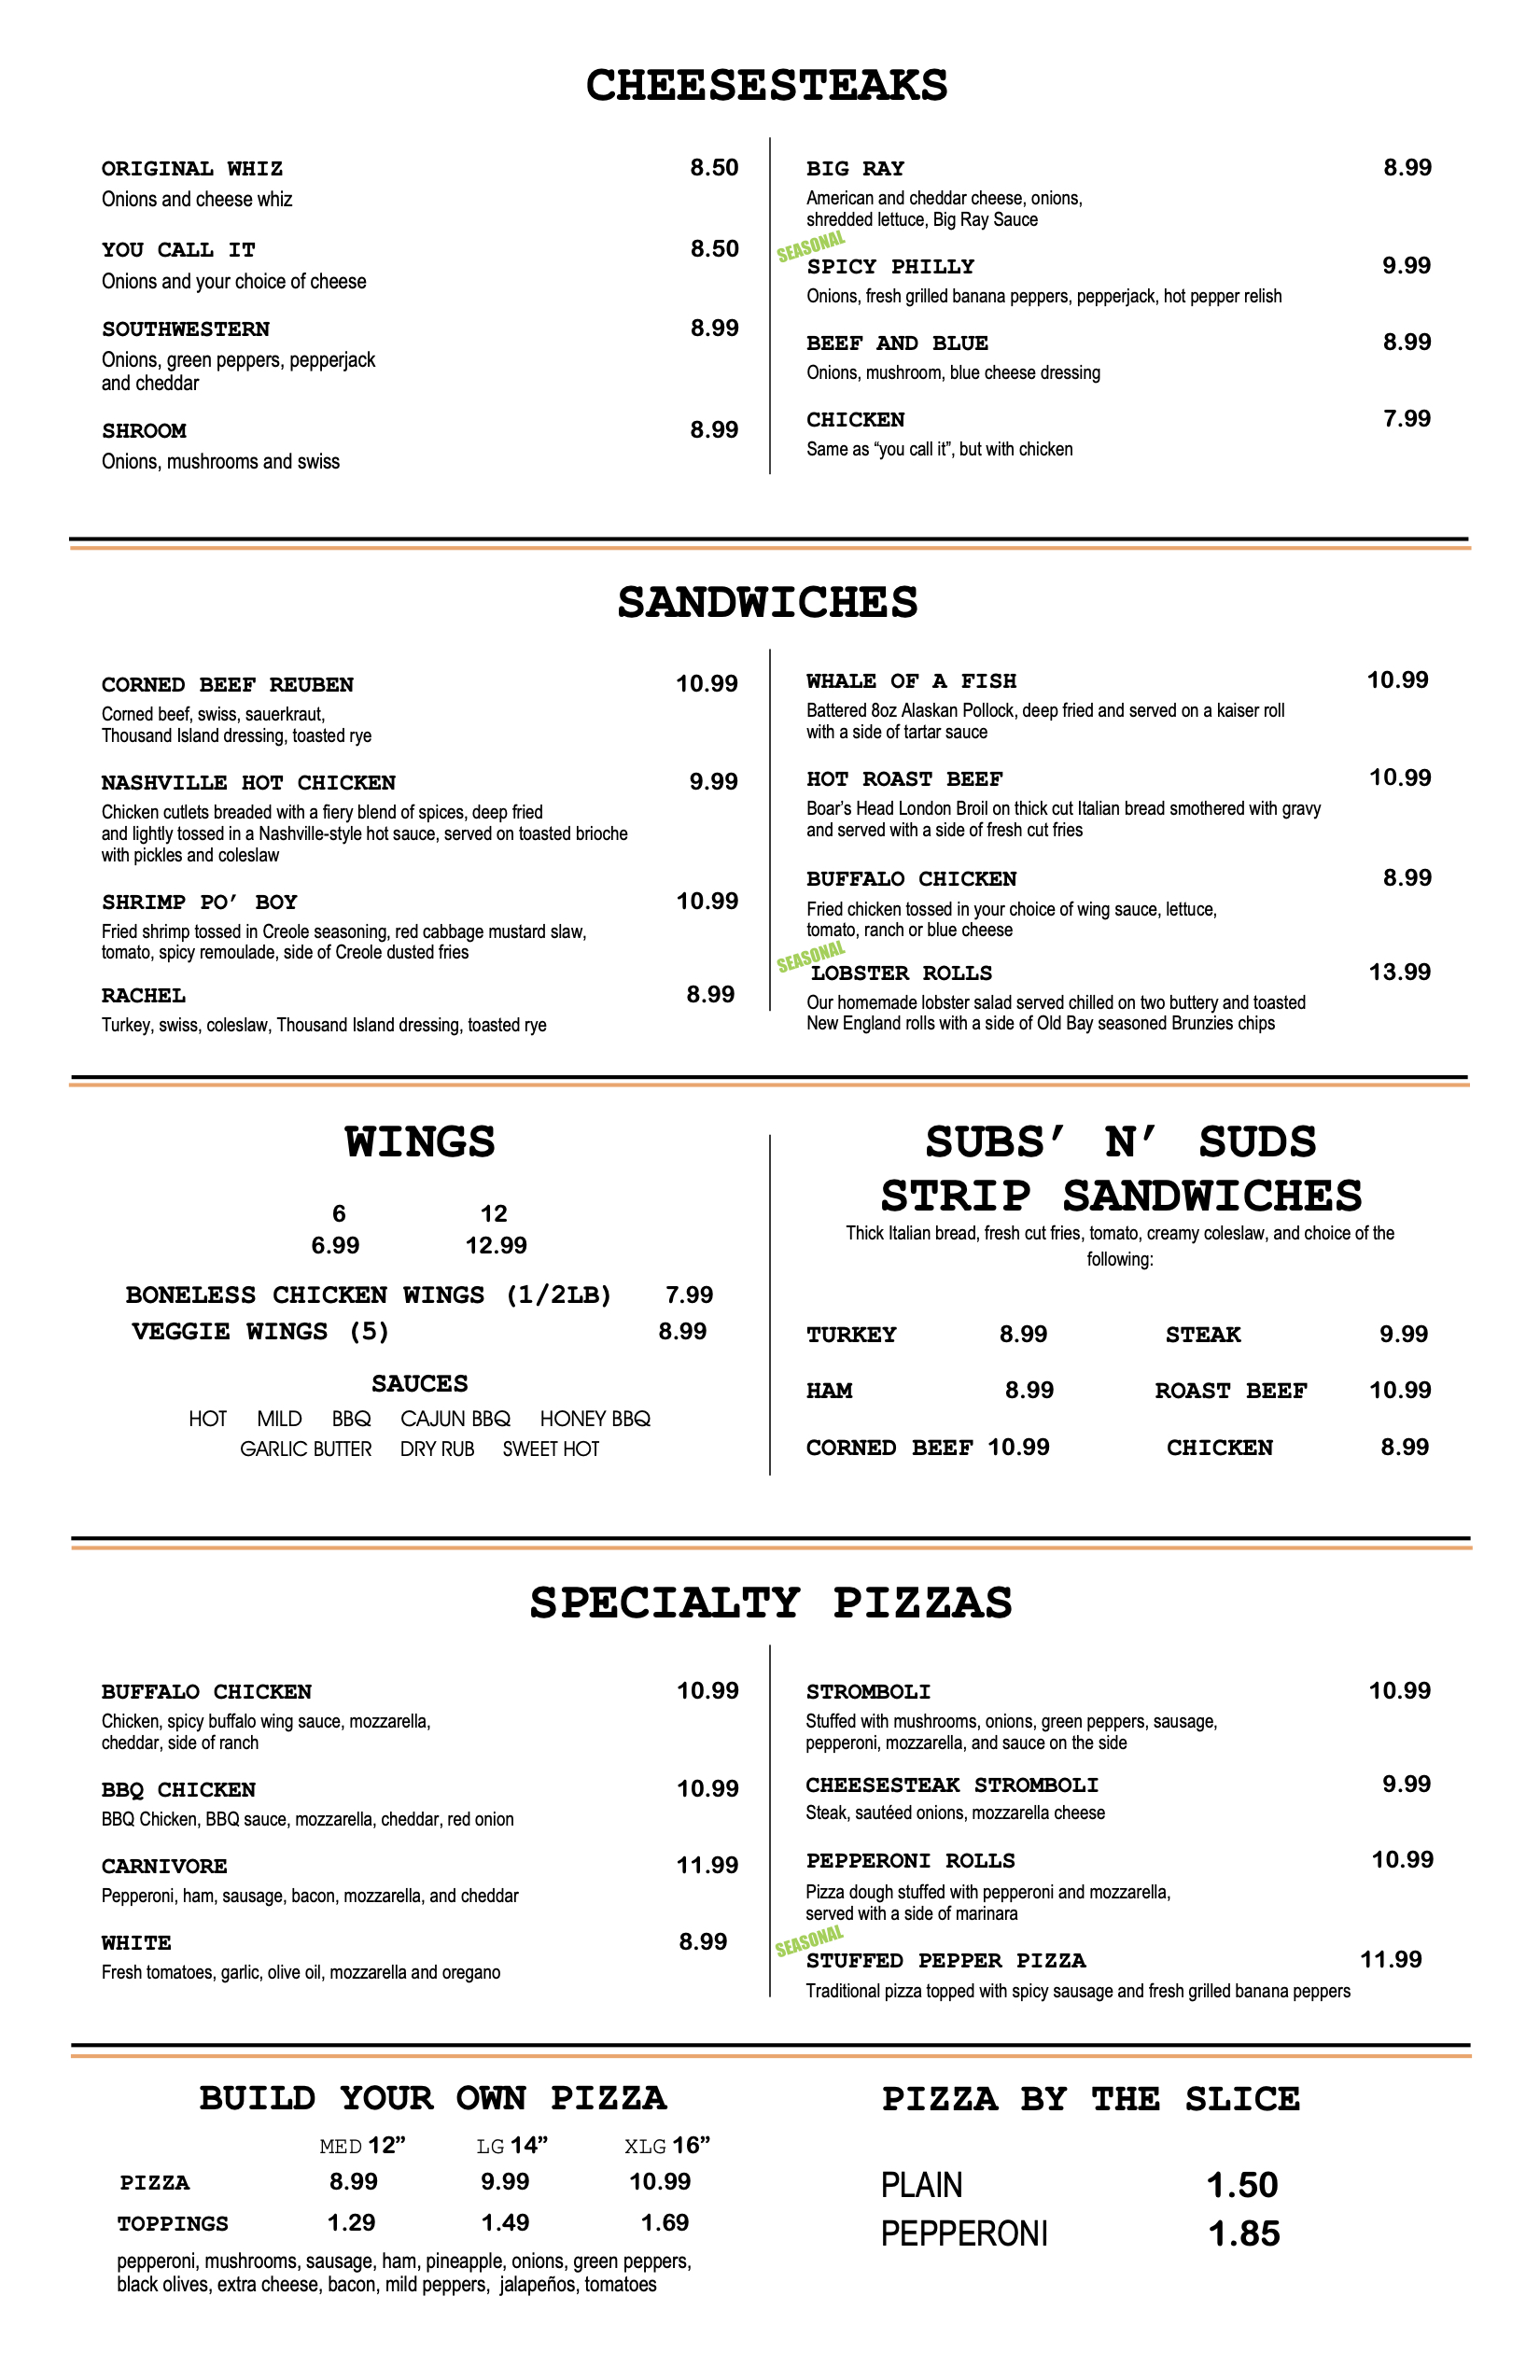 CHEESESTEAKS
ORIGINAL WHIZ 8.50
Onions and cheese whiz
YOU CALL IT 8.50
Onions and your choice of cheese
SOUTHWESTERN 8.99
Onions, green peppers, pepperjack
and cheddar
SHROOM 8.99
Onions, mushrooms and swiss
BIG RAY 8.99
American and cheddar cheese, onions,
shredded lettuce, Big Ray Sauce
SEASONAL
SPICY PHILLY 9.99
Onions, fresh grilled banana peppers, pepperjack, hot pepper relish
BEEF AND BLUE 8.99
Onions, mushroom, blue cheese dressing
CHICKEN 7.99
Same as “you call it”, but with chicken
SANDWICHES
CORNED BEEF REUBEN 10.99
Corned beef, swiss, sauerkraut,
Thousand Island dressing, toasted rye
NASHVILLE HOT CHICKEN 9.99
Chicken cutlets breaded with a fiery blend of spices, deep fried
and lightly tossed in a Nashville-style hot sauce, served on toasted brioche
with pickles and coleslaw
SHRIMP PO’ BOY 10.99
Fried shrimp tossed in Creole seasoning, red cabbage mustard slaw,
tomato, spicy remoulade, side of Creole dusted fries
RACHEL 8.99
Turkey, swiss, coleslaw, Thousand Island dressing, toasted rye
WHALE OF A FISH 10.99
Battered 8oz Alaskan Pollock, deep fried and served on a kaiser roll
with a side of tartar sauce
HOT ROAST BEEF 10.99
Boar’s Head London Broil on thick cut Italian bread smothered with gravy
and served with a side of fresh cut fries
BUFFALO CHICKEN 8.99
Fried chicken tossed in your choice of wing sauce, lettuce,
tomato, ranch or blue cheese
SEASONAL
LOBSTER ROLLS 13.99
Our homemade lobster salad served chilled on two buttery and toasted
New England rolls with a side of Old Bay seasoned Brunzies chips
WINGS
6 12
6.99 12.99
BONELESS CHICKEN WINGS (1/2LB) 7.99
VEGGIE WINGS (5) 8.99
SAUCES
HOT MILD BBQ CAJUN BBQ HONEY BBQ
GARLIC BUTTER DRY RUB SWEET HOT
SUBS’ N’ SUDS
STRIP SANDWICHES
Thick Italian bread, fresh cut fries, tomato, creamy coleslaw, and choice of the
following:
TURKEY 8.99 STEAK 9.99
HAM 8.99 ROAST BEEF 10.99
CORNED BEEF 10.99 CHICKEN 8.99
SPECIALTY PIZZAS
BUFFALO CHICKEN 10.99
Chicken, spicy buffalo wing sauce, mozzarella,
cheddar, side of ranch
BBQ CHICKEN 10.99
BBQ Chicken, BBQ sauce, mozzarella, cheddar, red onion
CARNIVORE 11.99
Pepperoni, ham, sausage, bacon, mozzarella, and cheddar
WHITE 8.99
Fresh tomatoes, garlic, olive oil, mozzarella and oregano
STROMBOLI 10.99
Stuffed with mushrooms, onions, green peppers, sausage,
pepperoni, mozzarella, and sauce on the side
CHEESESTEAK STROMBOLI 9.99
Steak, sautéed onions, mozzarella cheese
PEPPERONI ROLLS 10.99
Pizza dough stuffed with pepperoni and mozzarella,
served with a side of marinara
SEASONAL
STUFFED PEPPER PIZZA 11.99
Traditional pizza topped with spicy sausage and fresh grilled banana peppers
BUILD YOUR OWN PIZZA
MED 12” LG 14” XLG 16”
PIZZA 8.99 9.99 10.99
TOPPINGS 1.29 1.49 1.69
pepperoni, mushrooms, sausage, ham, pineapple, onions, green peppers,
black olives, extra cheese, bacon, mild peppers, jalapeños, tomatoes
PIZZA BY THE SLICE
PLAIN 1.50
PEPPERONI 1.85